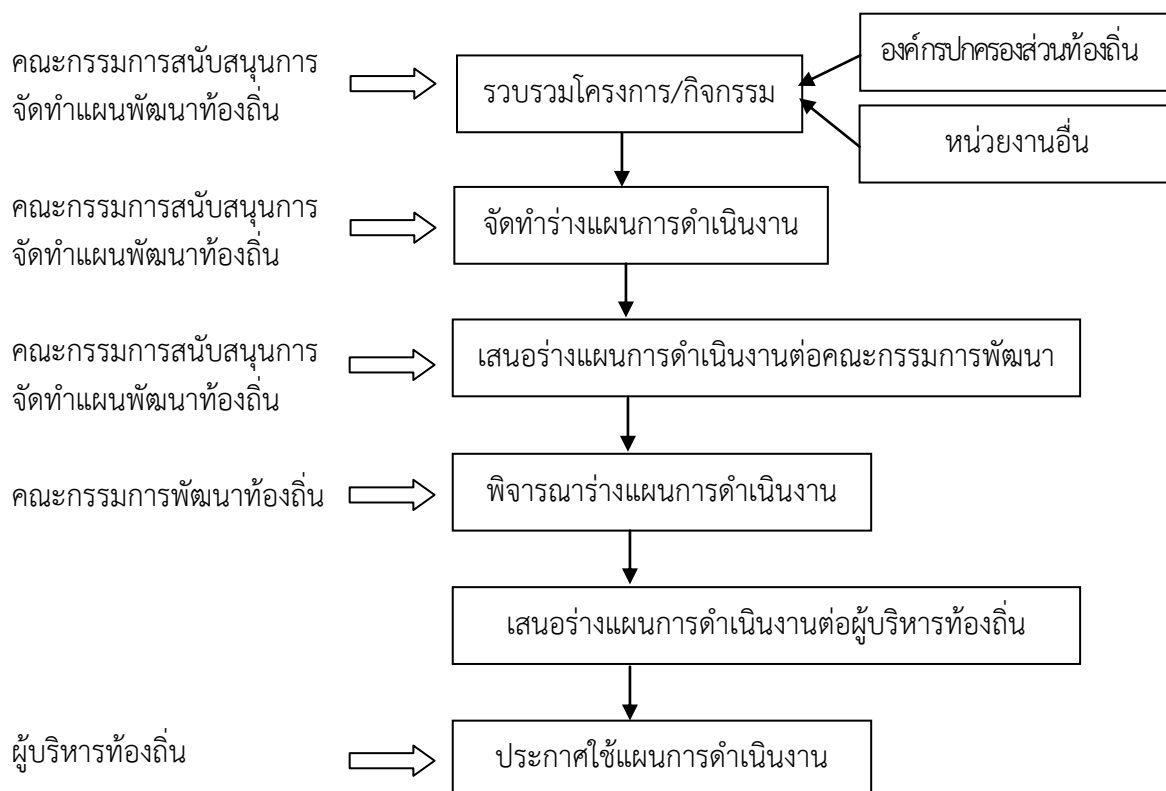 คณะกรรมการสนับสนุนการ
จัดทำแผนพัฒนาท้องถิ่น
รวบรวมโครงการ/กิจกรรม
องค์กรปกครองส่วนท้องถิ่น
หน่วยงานอื่น
คณะกรรมการสนับสนุนการ
จัดทำแผนพัฒนาท้องถิ่น
จัดทำร่างแผนการดำเนินงาน
คณะกรรมการสนับสนุนการ
จัดทำแผนพัฒนาท้องถิ่น
เสนอร่างแผนการดำเนินงานต่อคณะกรรมการพัฒนา
คณะกรรมการพัฒนาท้องถิ่น
พิจารณาร่างแผนการดำเนินงาน
เสนอร่างแผนการดำเนินงานต่อผู้บริหารท้องถิ่น
ผู้บริหารท้องถิ่น
ประกาศใช้แผนการดำเนินงาน